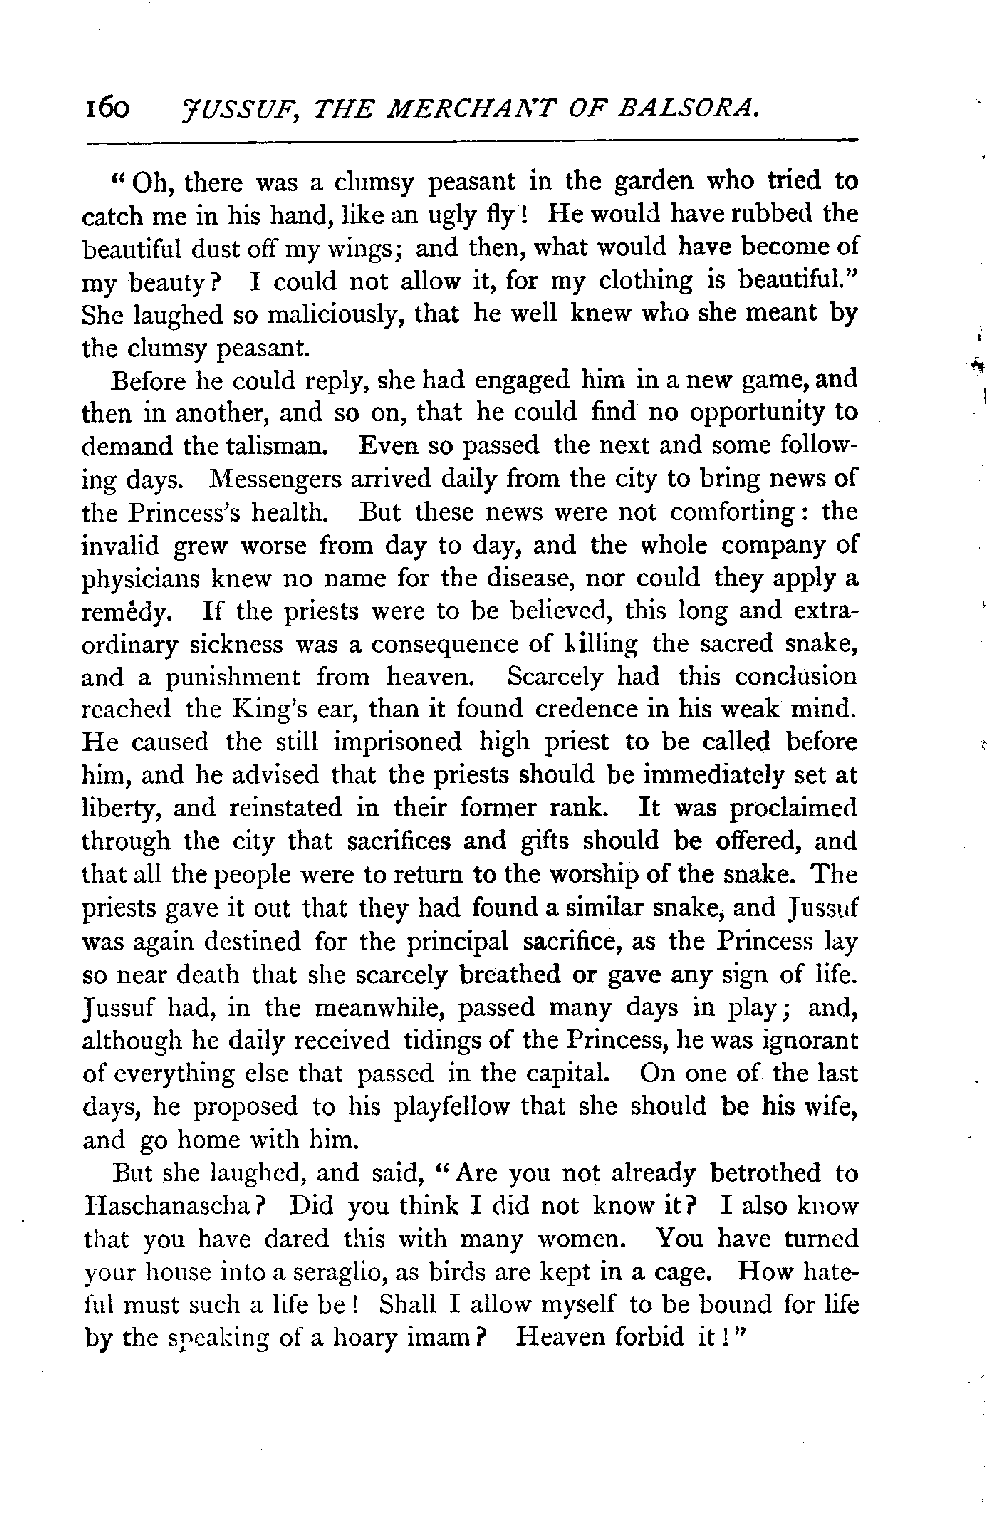 160 JUSSUF, THE MERCHANT OF BALSORA.
“ Oh, there was a clumsy peasant in the garden who tried to
catch me in his hand, like an ugly fly! He would have rubbed the
beautiful dust off my wings; and then, what would have become of
my beauty? I could not allow it, for my clothing is beautiful.”
She laughed so maliciously, that he well knew who she meant by
the clumsy peasant.
Before he could reply, she had engaged him in a new game, and
then in another, and so on, that he could find no opportunity to
demand the talisman. Even so passed the next and some follow-
ing days. Messengers arrived daily from the city to bring news of
the Princess's health. But these news were not comforting: the
invalid grew worse from day to day, and the whole company of
physicians knew no name for the disease, nor could they apply a
remedy. If the priests were to be believed, this long and extra-
ordinary sickness was a consequence of killing the sacred snake,
and a punishment from heaven. Scarcely had this conclusion
reached the King's ear, than it found credence in his weak mind.
He caused the still imprisoned high priest to be called before
him, and he advised that the priests should be immediately set at
liberty, and reinstated in their former rank. It was proclaimed
through the city that sacrifices and gifts should be offered, and
that all the people were to return to the worship of the snake. The
priests gave it out that they had found a similar snake, and Jussuf
was again destined for the principal sacrifice, as the Princess lay
so near death that she scarcely breathed or gave any sign of life.
Jussuf had, in the meanwhile, passed many days in play; and,
although he daily received tidings of the Princess, he was ignorant
of everything else that passed in the capital. On one of the last
days, he proposed to his playfellow that she should be his wife,
and go home with him.
But she laughed, and said, “ Are you not already betrothed to
Haschanascha? Did you think I did not know it? I also know
that you have dared this with many women. You have turned
your house into a seraglio, as birds are kept in a cage. How hate-
ful must such a life be! Shall I allow myself to be bound for life
by the speaking of a hoary imam? Heaven forbid it!”